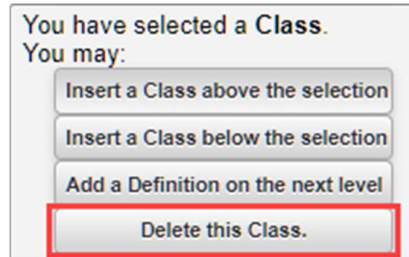 You have selected a Class.
You may:
Insert a Class above the selection
Insert a Class below the selection
Add a Definition on the next level
Delete this Class.